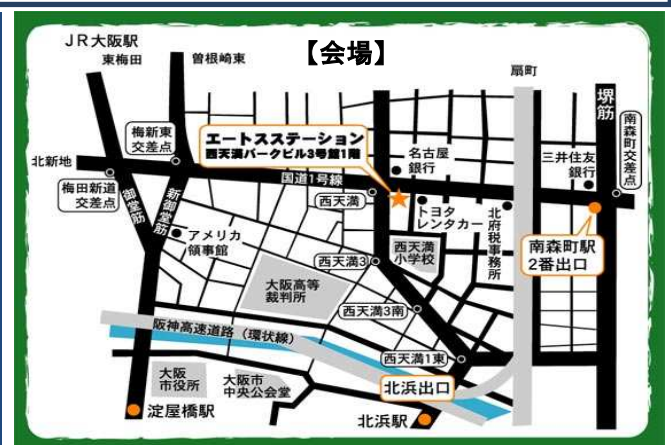 JR大阪駅
東梅田
曽根崎東
【会場】
扇町
堺筋
南森町交差点
梅新東
交差点
エートスステーション
西天満パークビル3号館1階
名古屋
銀行
三井住友
銀行
北新地
国道1号線
梅田新道
交差点
御堂筋
新御堂筋
西天満
トヨタ
レンタカー
北府税事務所
アメリカ
領事館
西天満
小学校
南森町駅
2番出口
西天満3
大阪高等
裁判所
西天満3南
阪神高速道路（環状線）
西天満1東
大阪
市役所
大阪市
中央公会堂
北浜出口
淀屋橋駅
北浜駅